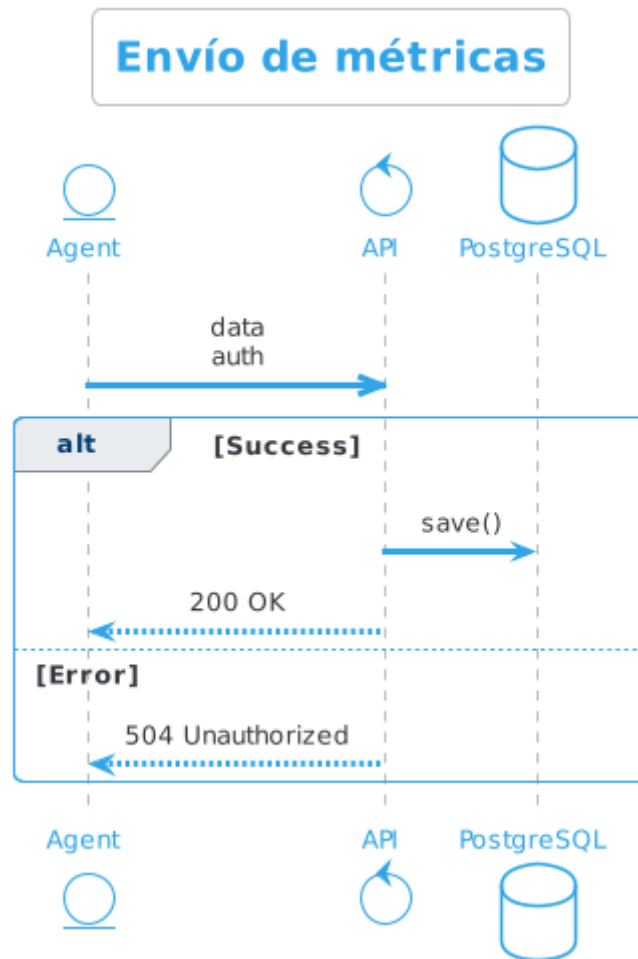 Envío de métricas
Agent
API
PostgreSQL
data
auth
alt
[Success]
save()
200 OK
[Error]
504 Unauthorized
Agent
API
PostgreSQL